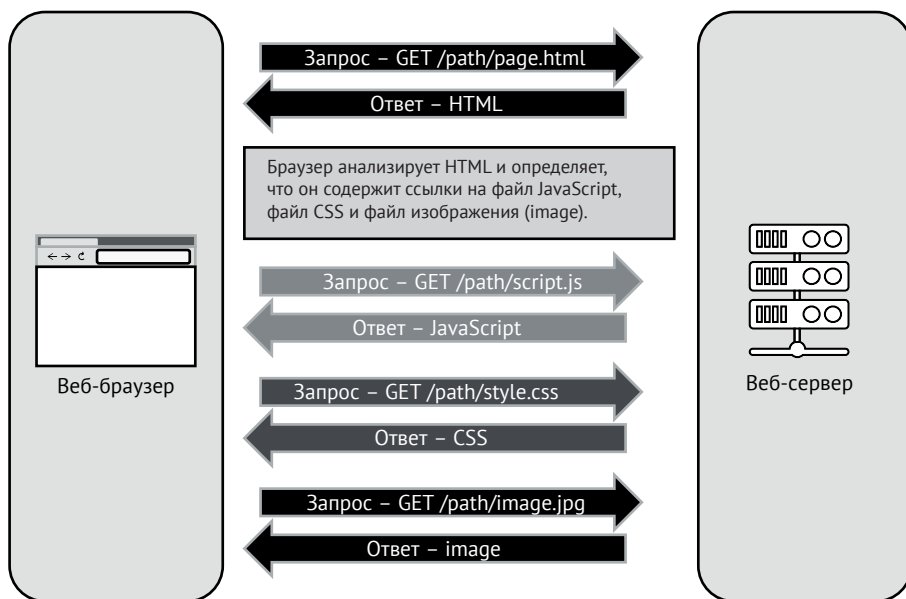 Запрос – GET /path/page.html
Ответ – HTML
Браузер анализирует HTML и определяет,
что он содержит ссылки на файл JavaScript,
файл CSS и файл изображения (image).
Запрос – GET /path/script.js
Ответ – JavaScript
Веб-браузер
Веб-сервер
Запрос – GET /path/style.css
Ответ – CSS
Запрос – GET /path/image.jpg
Ответ – image